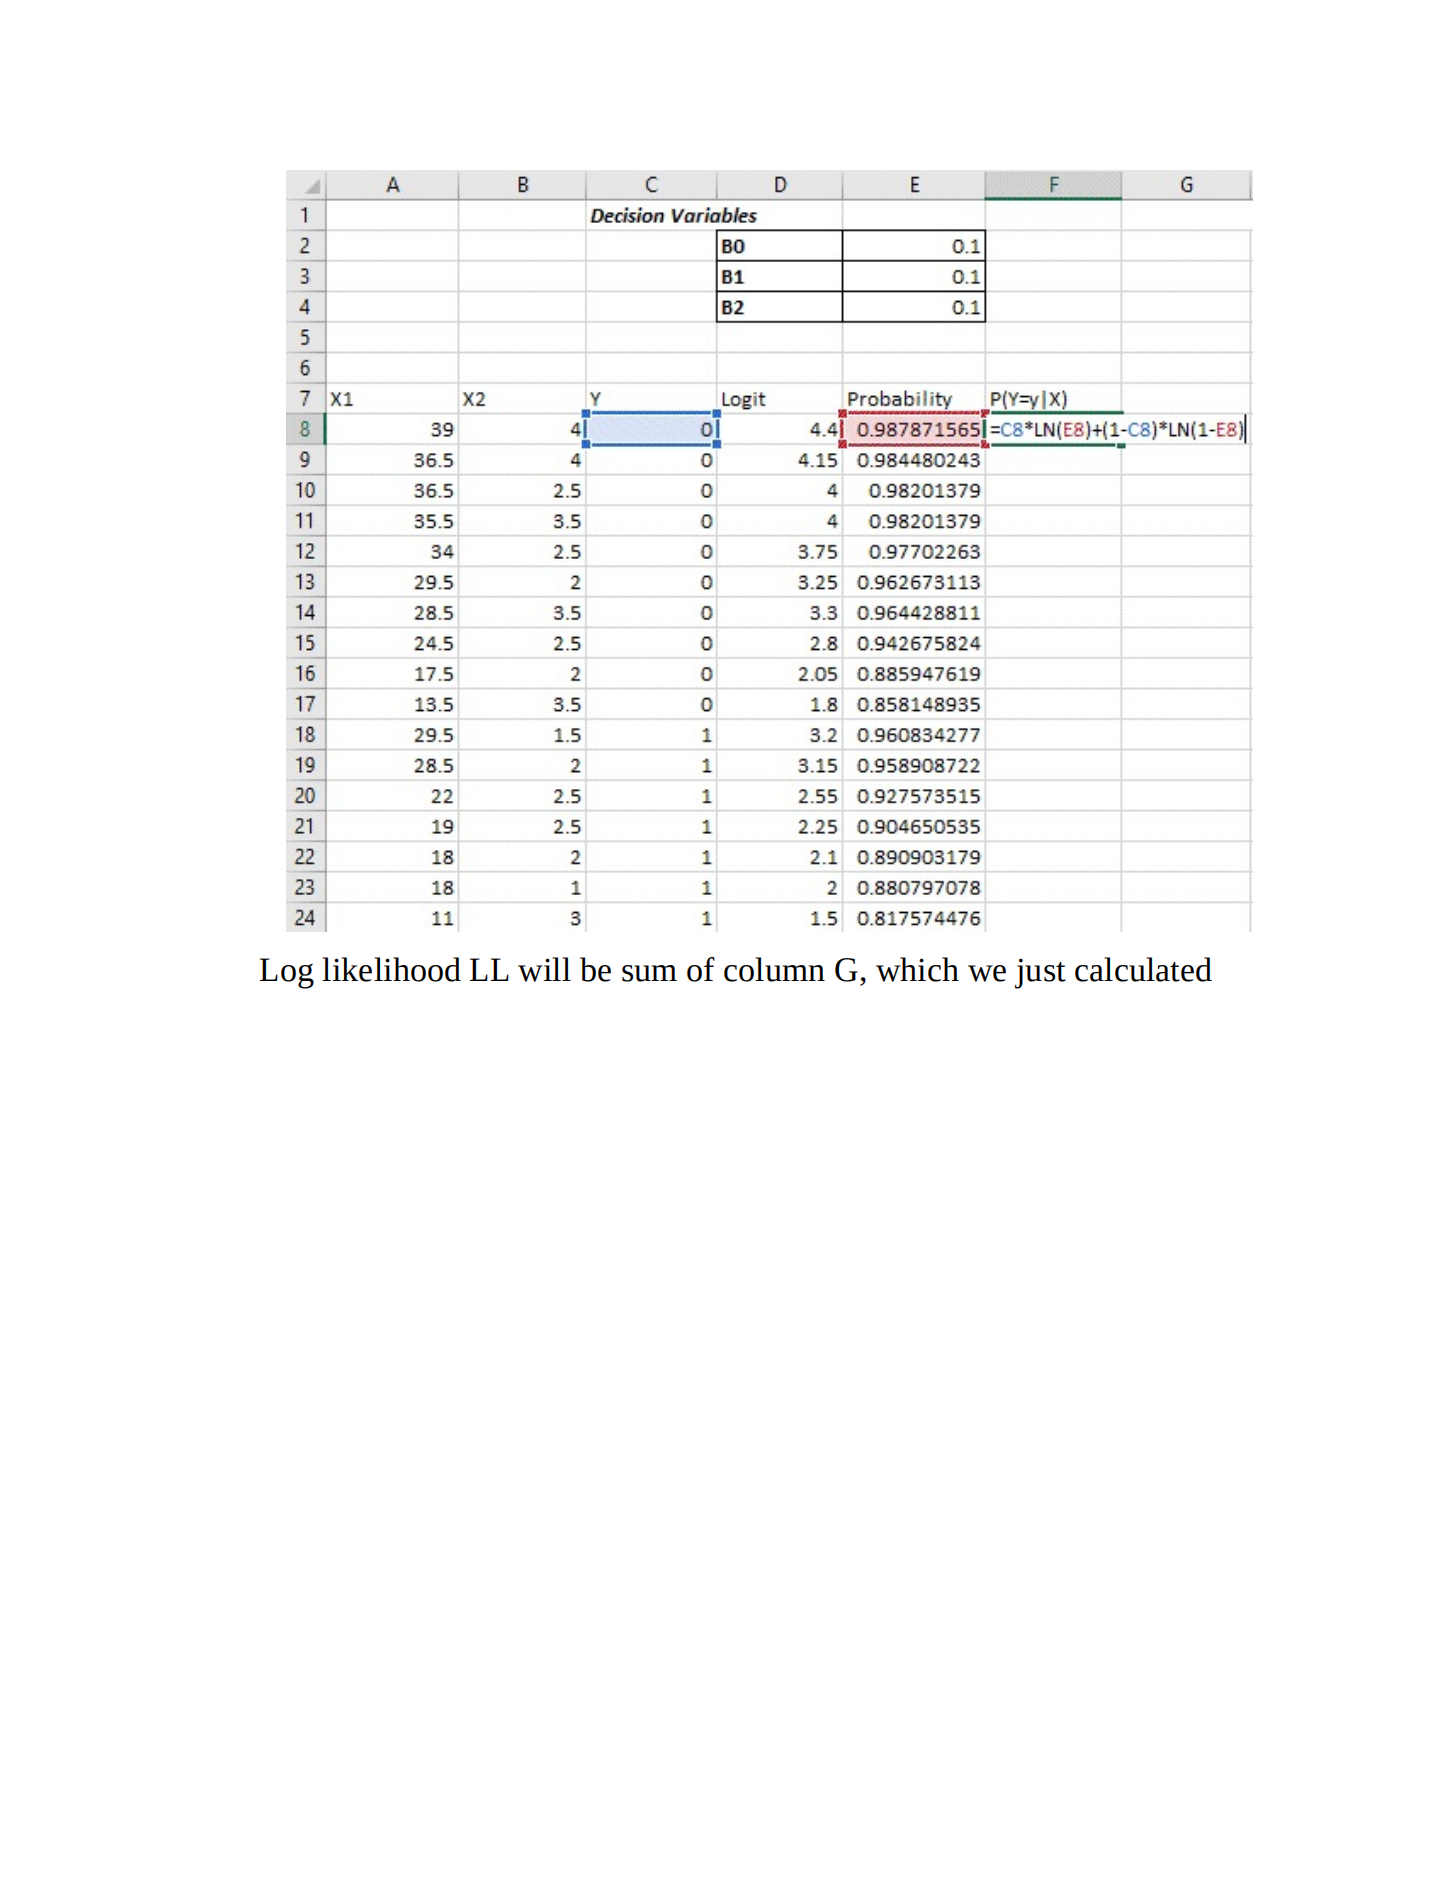 A B C D E F G
1 Decision Variables
2 B0 0.1
3 B1 0.1
4 B2 0.1
5
6
7 X1 X2 Y Logit Probability P(Y=y|X)
8 39 4 0 4.4 0.987871565 =C8*LN(E8)+(1-C8)*LN(1-E8)
9 36.5 4 0 4.15 0.984480243
10 36.5 2.5 0 4 0.98201379
11 35.5 3.5 0 4 0.98201379
12 34 2.5 0 3.75 0.97702263
13 29.5 2 0 3.25 0.962673113
14 28.5 3.5 0 3.3 0.964428811
15 24.5 2.5 0 2.8 0.942675824
16 17.5 2 0 2.05 0.885947619
17 13.5 3.5 0 1.8 0.858148935
18 29.5 1.5 1 3.2 0.960834277
19 28.5 2 1 3.15 0.958908722
20 22 2.5 1 2.55 0.927573515
21 19 2.5 1 2.25 0.904650535
22 18 2 1 2.1 0.890903179
23 18 1 1 2 0.880797078
24 11 3 1 1.5 0.817574476
Log likelihood LL will be sum of column G, which we just calculated